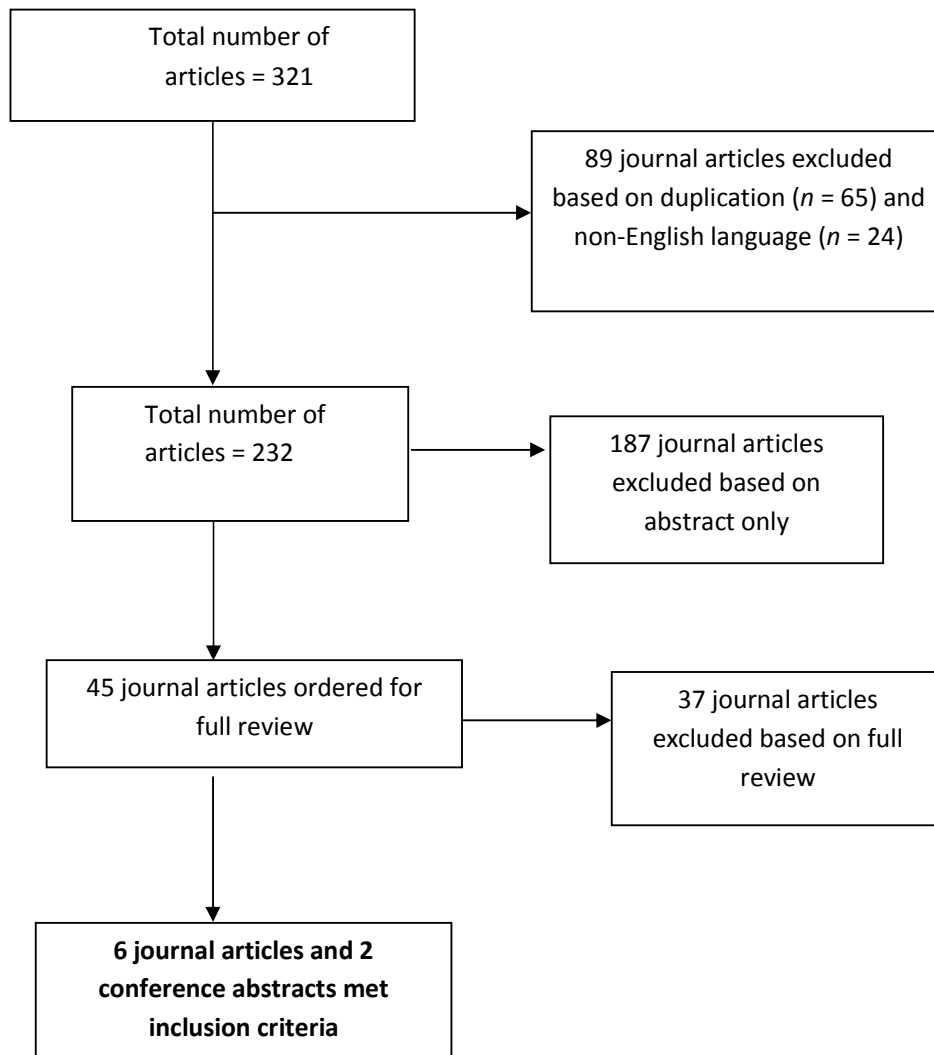 Total number of
articles = 321
89 journal articles excluded
based on duplication (n = 65) and
non-English language (n = 24)
Total number of
articles = 232
187 journal articles
excluded based on
abstract only
45 journal articles ordered for
full review
37 journal articles
excluded based on full
review
6 journal articles and 2
conference abstracts met
inclusion criteria